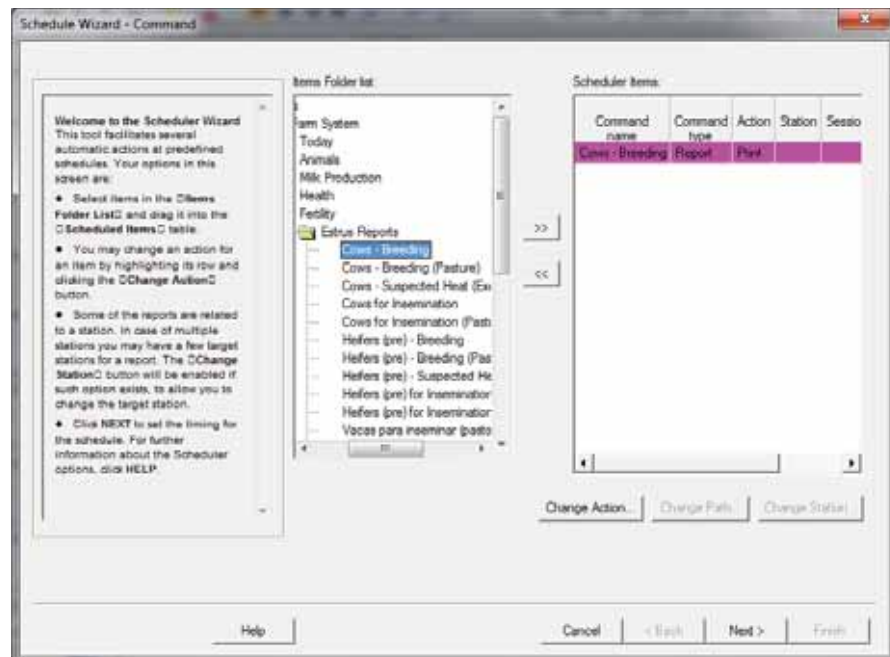 Schedule Wizard - Command
Welcome to the Scheduler Wizard
This tool facilitates several
automatic actions at predefined
schedules. Your options in this
screen are:
• Select items in the Items
Folder List and drag it into the
Scheduled Items table.
• You may change an action for
an item by highlighting its row and
clicking the Change Action
button.
• Some of the reports are related
to a station. In case of multiple
stations you may have a few target
stations for a report. The Change
Station button will be enabled if
such option exists, to allow you to
change the target station.
• Click NEXT to set the timing for
the schedule. For further
information about the Scheduler
options, click HELP.
Items Folder list:
arm System
Today
Animals
Milk Production
Health
Fertility
Estrus Reports
Cows - Breeding
Cows - Breeding (Pasture)
Cows - Suspected Heat (Ex
Cows for Insemination
Cows for Insemination (Past
Heifers (pre) - Breeding
Heifers (pre) - Breeding (Pas
Heifers (pre) - Suspected He
Heifers (pre) for Insemination
Heifers (pre) for Insemination
Vacas para inseminar (pasto
>>
<<
Scheduler items:
Command name Command type Action Station Sessio
Cows - Breeding Report Print
Change Action... Change Path Change Station
Help Cancel < Back Next > Finish